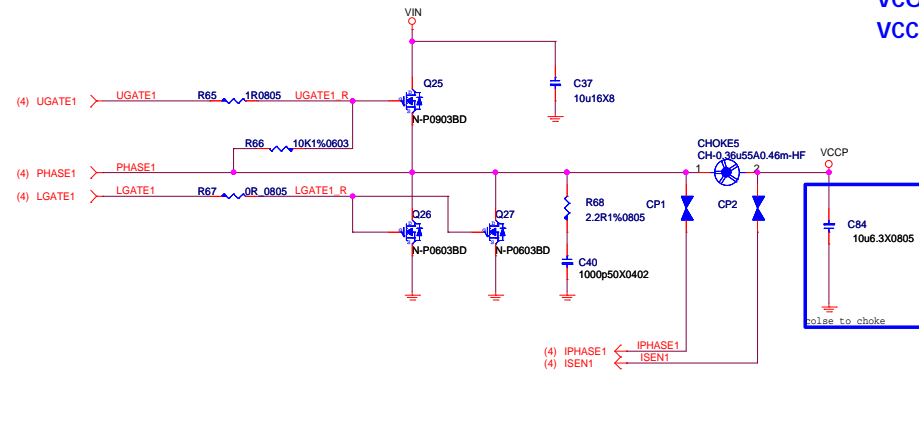 VCC
VIN
Q25
C37
10u16X8
(4) UGATE1
UGATE1
R65
1R0805
UGATE1_R
N-P0903BD
R66
10K1%0603
CHOKE5
CH-0.36u55A0.46m-HF
VCCP
(4) PHASE1
PHASE1
1
2
(4) LGATE1
LGATE1
R67
0R_0805
LGATE1_R
R68
2.2R1%0805
CP1
CP2
Q26
Q27
C84
10u6.3X0805
N-P0603BD
N-P0603BD
C40
1000p50X0402
colse to choke
(4) IPHASE1
IPHASE1
(4) ISEN1
ISEN1